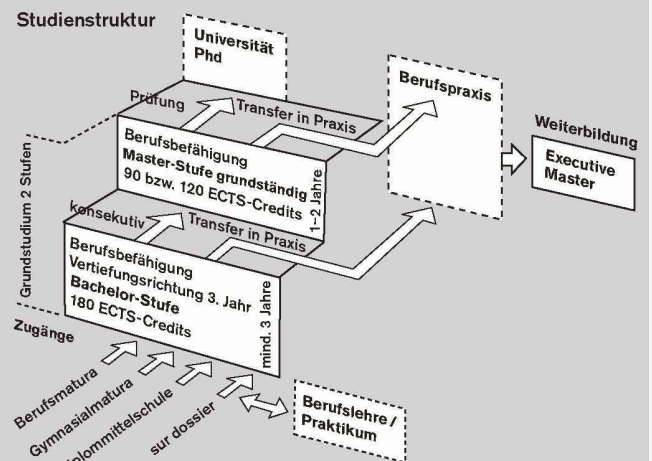 Studienstruktur
Universität
Phd
Berufspraxis
Prüfung
Transfer in Praxis
Weiterbildung
Executive
Master
Berufsbefähigung
Master-Stufe grundständig
90 bzw. 120 ECTS-Credits
1–2 Jahre
Grundstudium 2 Stufen
konsekutiv
Transfer in Praxis
Berufsbefähigung
Vertiefungsrichtung 3. Jahr
Bachelor-Stufe
180 ECTS-Credits
mind. 3 Jahre
Zugänge
Berufsmatura
Gymnasialmatura
sur dossier
Berufslehre /
Praktikum